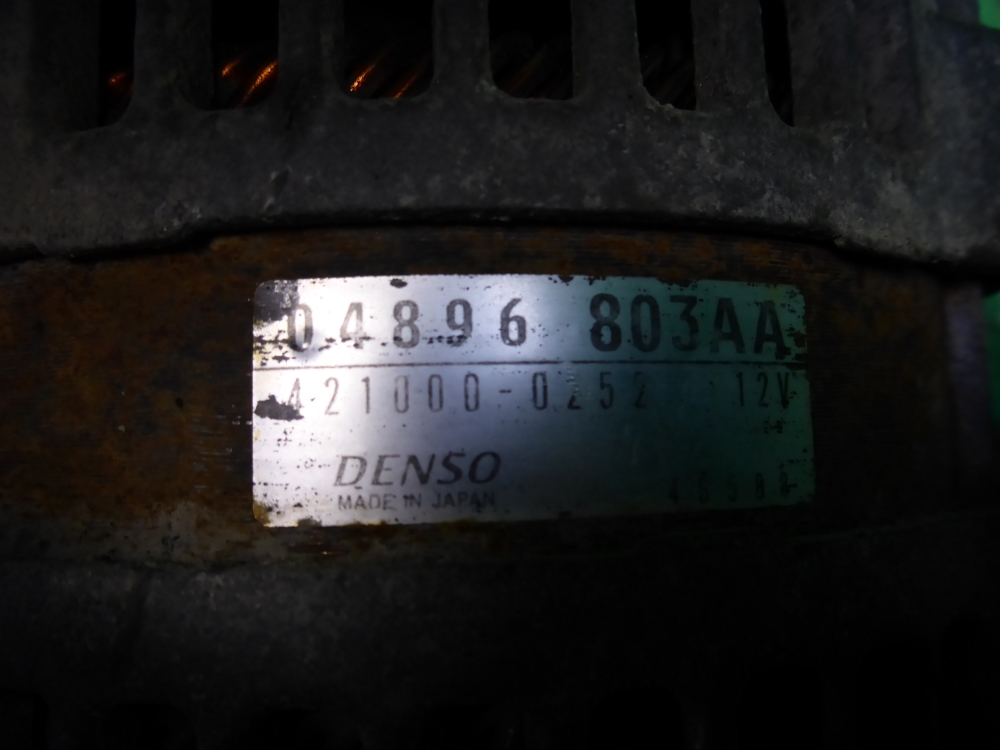 04896 803AA
421000-0252 12V
DENSO
MADE IN JAPAN